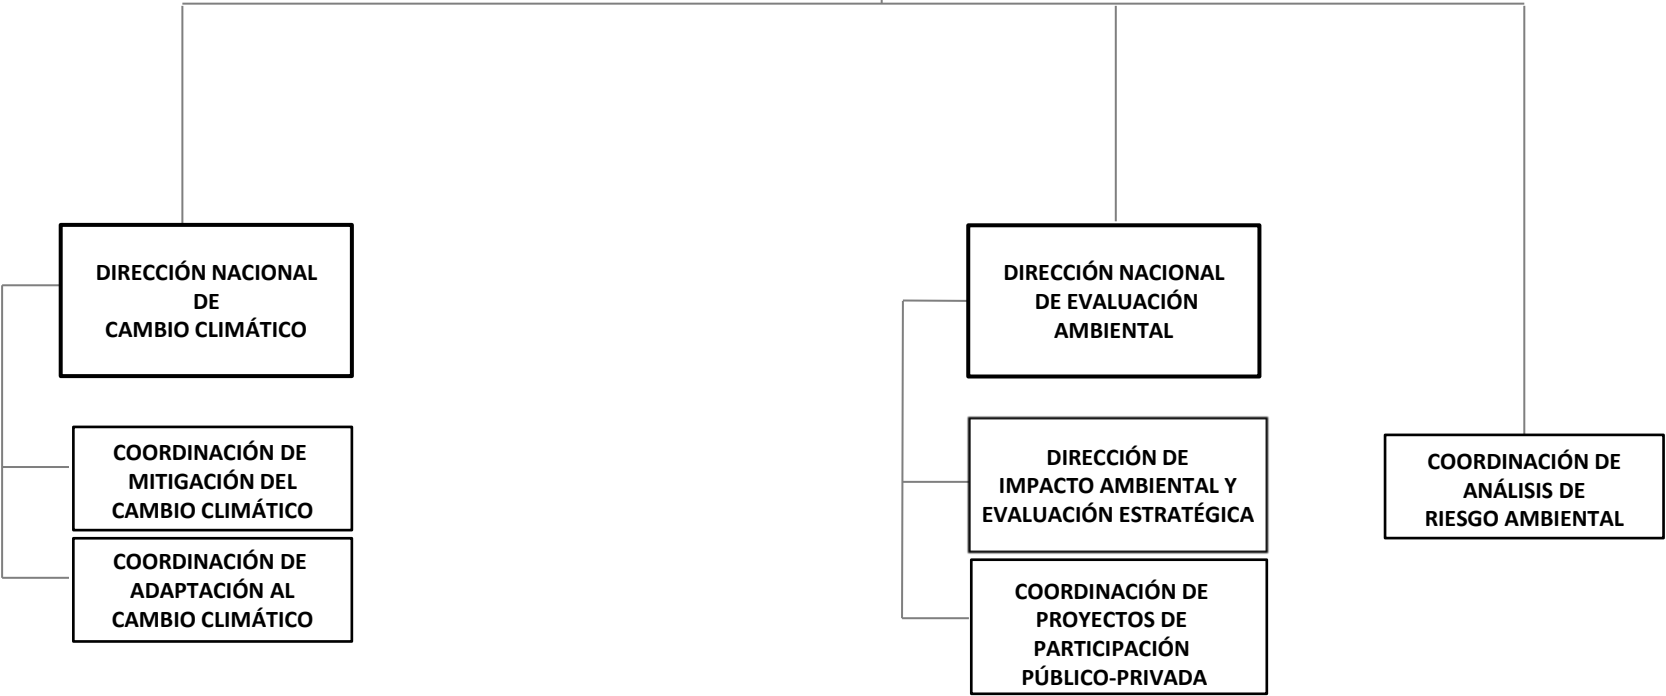 DIRECCIÓN NACIONAL
DE
CAMBIO CLIMÁTICO
COORDINACIÓN DE
MITIGACIÓN DEL
CAMBIO CLIMÁTICO
COORDINACIÓN DE
ADAPTACIÓN AL
CAMBIO CLIMÁTICO
DIRECCIÓN NACIONAL
DE EVALUACIÓN
AMBIENTAL
DIRECCIÓN DE
IMPACTO AMBIENTAL Y
EVALUACIÓN ESTRATÉGICA
COORDINACIÓN DE
PROYECTOS DE
PARTICIPACIÓN
PÚBLICO-PRIVADA
COORDINACIÓN DE
ANÁLISIS DE
RIESGO AMBIENTAL